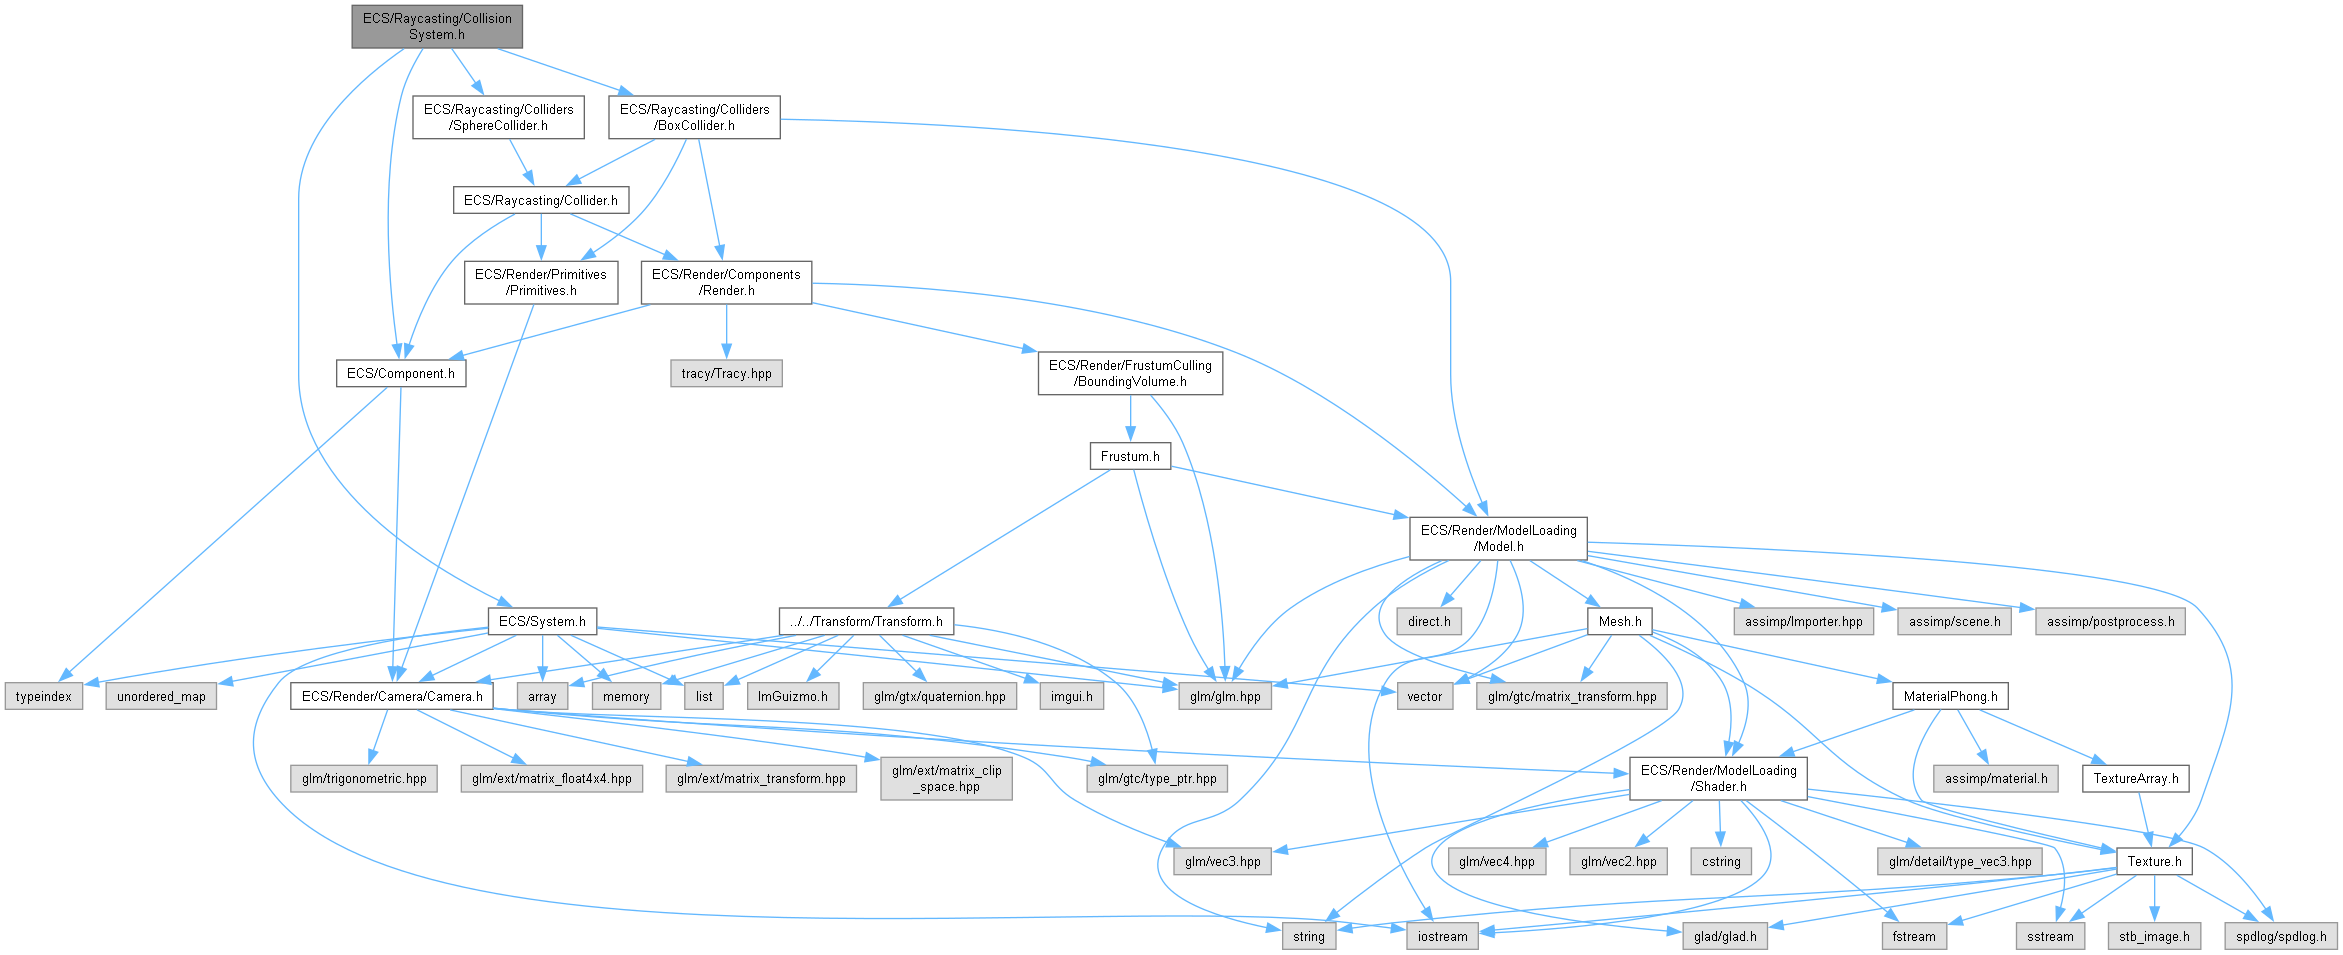 ECS/Raycasting/Collision
System.h
ECS/Raycasting/Colliders
/SphereCollider.h
ECS/Raycasting/Colliders
/BoxCollider.h
ECS/Raycasting/Collider.h
ECS/Render/Primitives
/Primitives.h
ECS/Render/Components
/Render.h
ECS/Component.h
tracy/Tracy.hpp
ECS/Render/FrustumCulling
/BoundingVolume.h
Frustum.h
ECS/Render/ModelLoading
/Model.h
ECS/System.h
../../Transform/Transform.h
direct.h
Mesh.h
assimp/Importer.hpp
assimp/scene.h
assimp/postprocess.h
typeindex
unordered_map
ECS/Render/Camera/Camera.h
array
memory
list
ImGuizmo.h
glm/gtx/quaternion.hpp
imgui.h
glm/glm.hpp
vector
glm/gtc/matrix_transform.hpp
MaterialPhong.h
glm/trigonometric.hpp
glm/ext/matrix_float4x4.hpp
glm/ext/matrix_transform.hpp
glm/ext/matrix_clip
_space.hpp
glm/gtc/type_ptr.hpp
ECS/Render/ModelLoading
/Shader.h
assimp/material.h
TextureArray.h
glm/vec3.hpp
glm/vec4.hpp
glm/vec2.hpp
cstring
glm/detail/type_vec3.hpp
Texture.h
string
iostream
glad/glad.h
fstream
sstream
stb_image.h
spdlog/spdlog.h